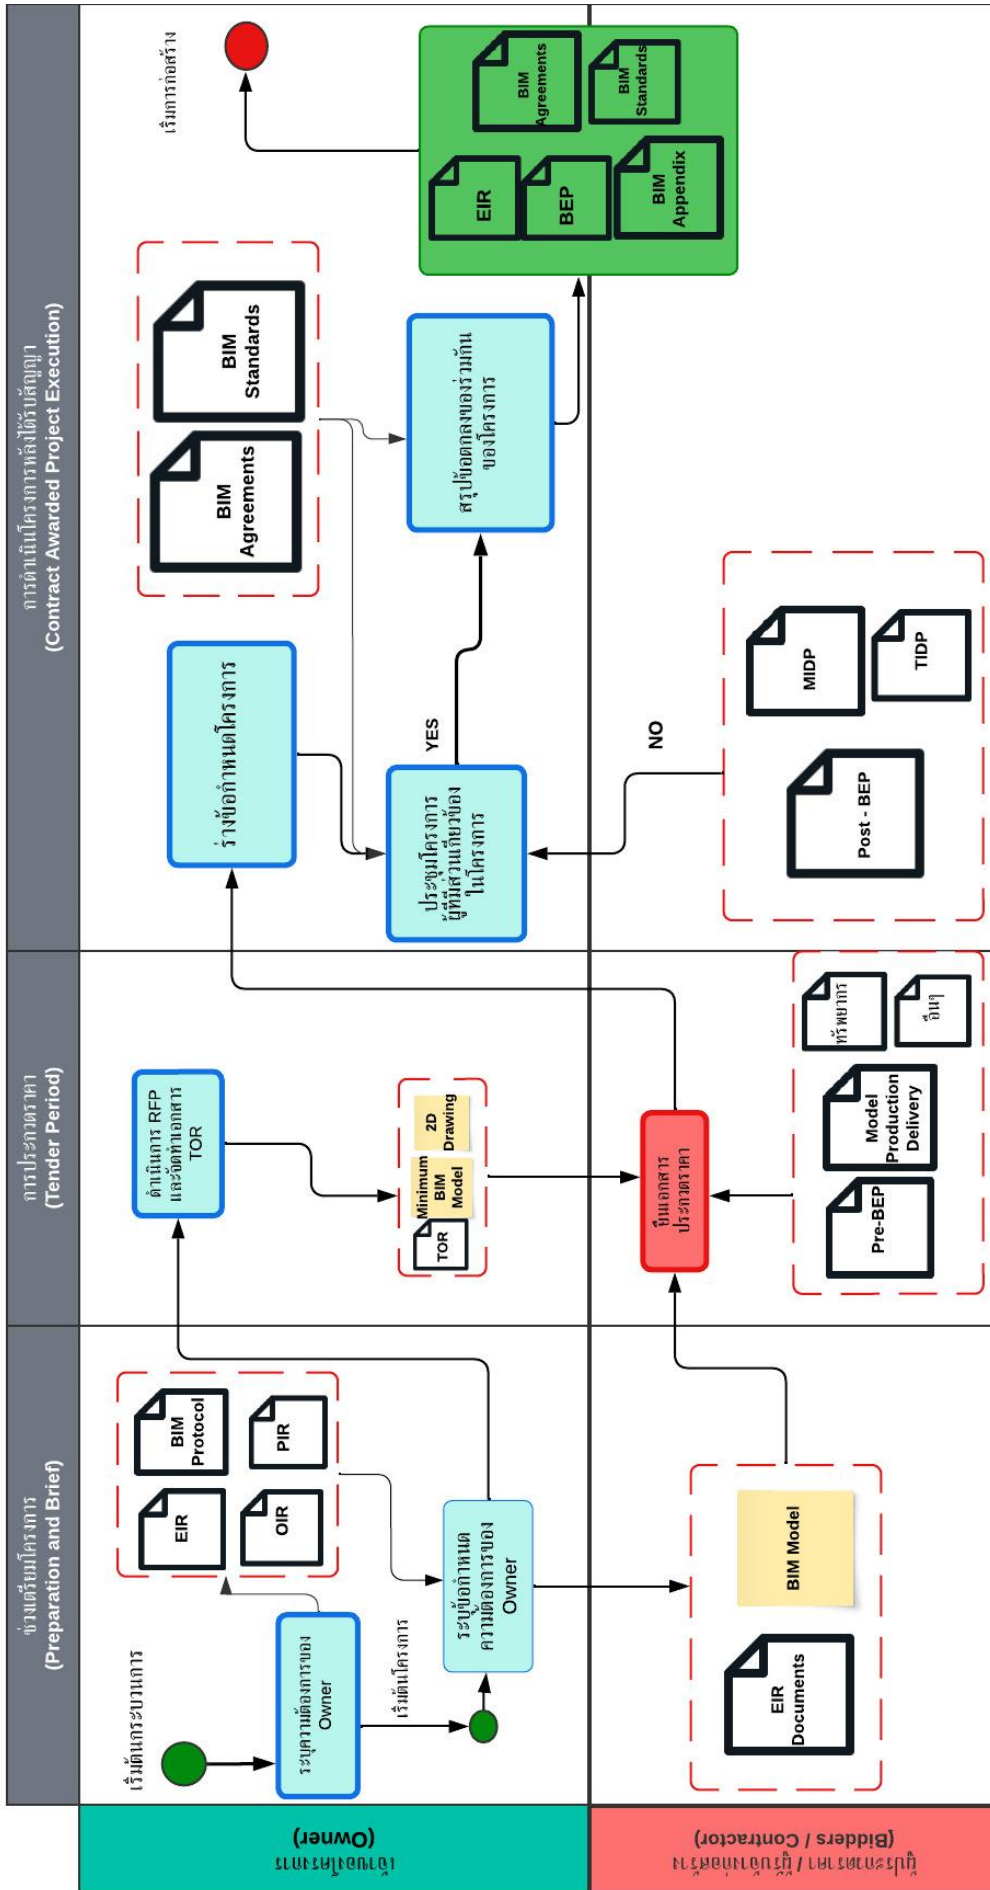 ช่วงเตรียมโครงการ
(Preparation and Brief)
การประกวดราคา
(Tender Period)
การดำเนินโครงการหลังได้รับสัญญา
(Contract Awarded Project Execution)
เจ้าของโครงการ
(Owner)
เริ่มต้นกระบวนการ
ระบุความต้องการของ
Owner
เริ่มต้นโครงการ
EIR
BIM
Protocol
OIR
PIR
ระบุข้อกำหนด
ความต้องการของ
Owner
ดำเนินการ RFP
และจัดทำเอกสาร
TOR
TOR
Minimum
BIM
Model
2D
Drawing
ร่างข้อกำหนดโครงการ
ประชุมโครงการ
ผู้ที่มีส่วนเกี่ยวข้อง
ในโครงการ
YES
NO
BIM
Agreements
BIM
Standards
สรุปข้อตกลงของร่วมกัน
ของโครงการ
EIR
BEP
BIM
Appendix
BIM
Agreements
BIM
Standards
เริ่มการก่อสร้าง
ผู้ประกวดราคา / ผู้รับจ้างก่อสร้าง
(Bidders / Contractor)
EIR
Documents
BIM Model
ยื่นเอกสาร
ประกวดราคา
Pre-BEP
Model
Production
Delivery
ทรัพยากร
อื่นๆ
Post - BEP
MIDP
TIDP